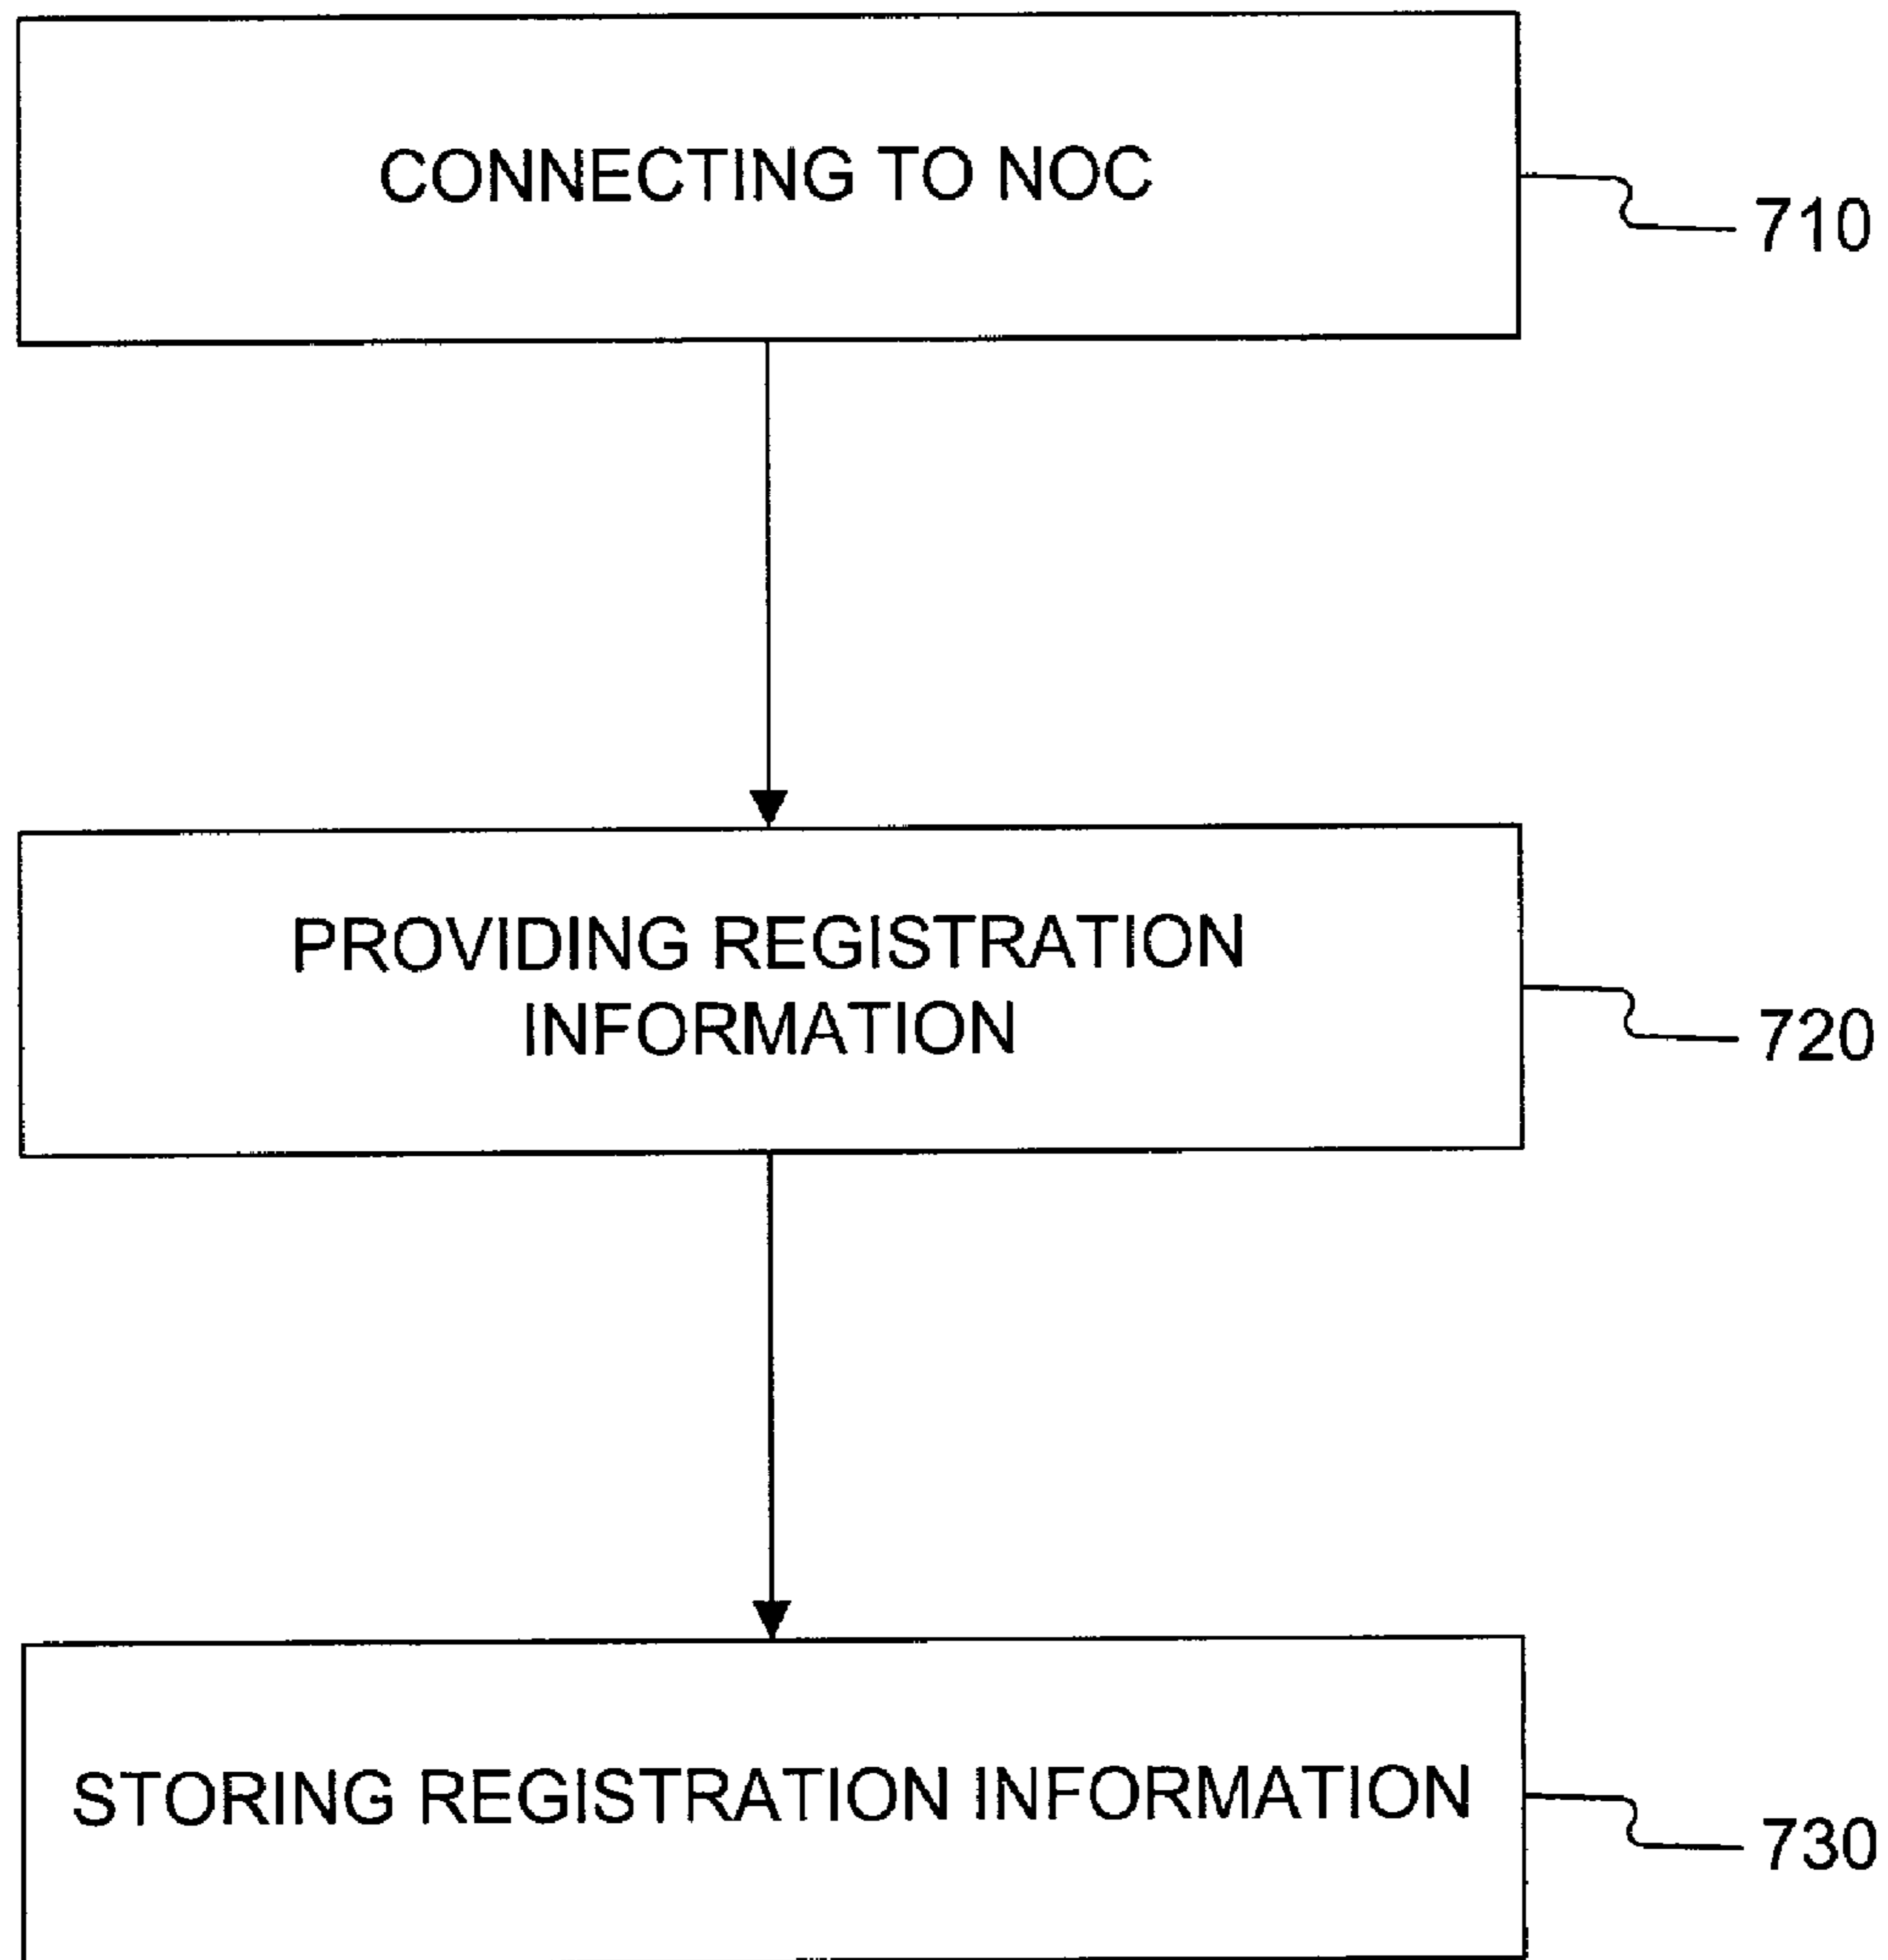 CONNECTING TO NOC
710
PROVIDING REGISTRATION
INFORMATION
720
STORING REGISTRATION INFORMATION
730